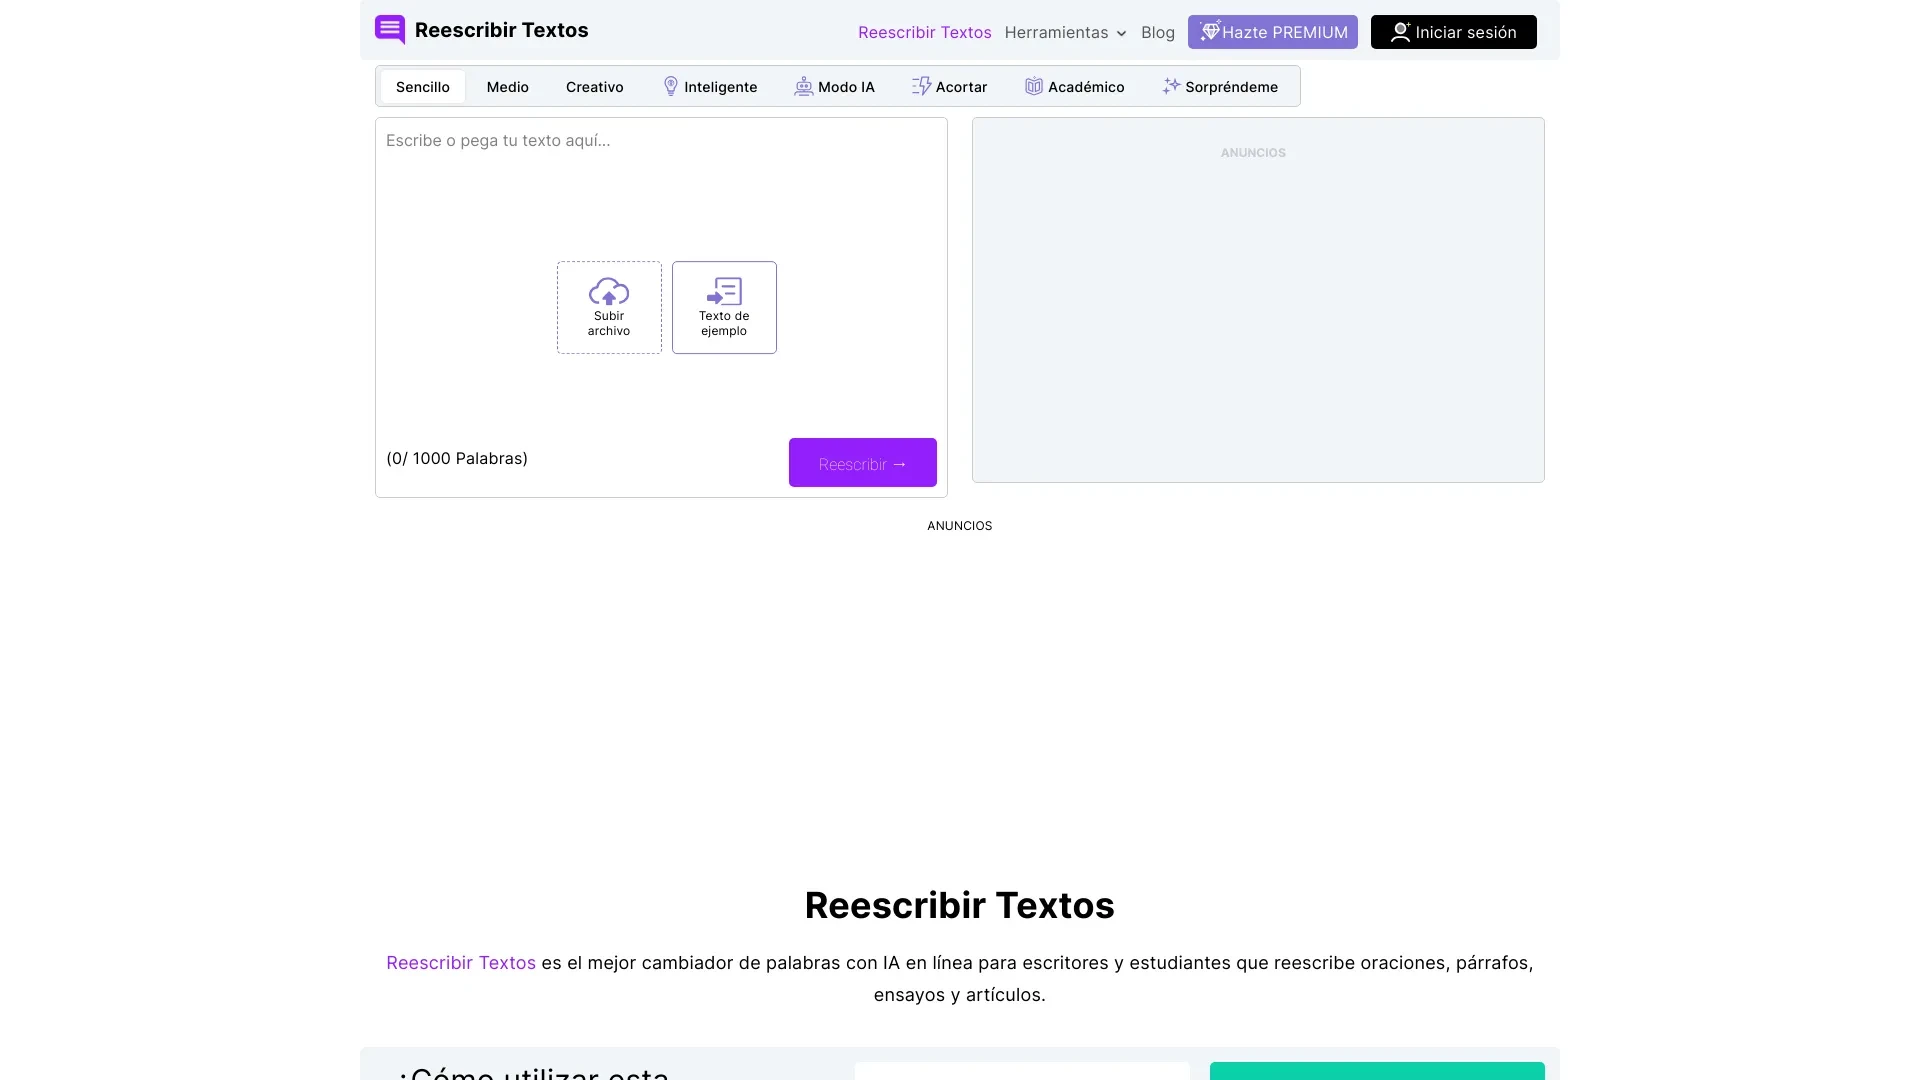 Reescribir Textos
Reescribir Textos Herramientas Blog Hazte PREMIUM Iniciar sesión
Sencillo Medio Creativo Inteligente Modo IA Acortar Académico Sorpréndeme
Escribe o pega tu texto aquí...
Subir
archivo
Texto de
ejemplo
(0/ 1000 Palabras)
Reescribir →
ANUNCIOS
ANUNCIOS
Reescribir Textos
Reescribir Textos es el mejor cambiador de palabras con IA en línea para escritores y estudiantes que reescribe oraciones, párrafos,
ensayos y artículos.
¿Cómo utilizar esta